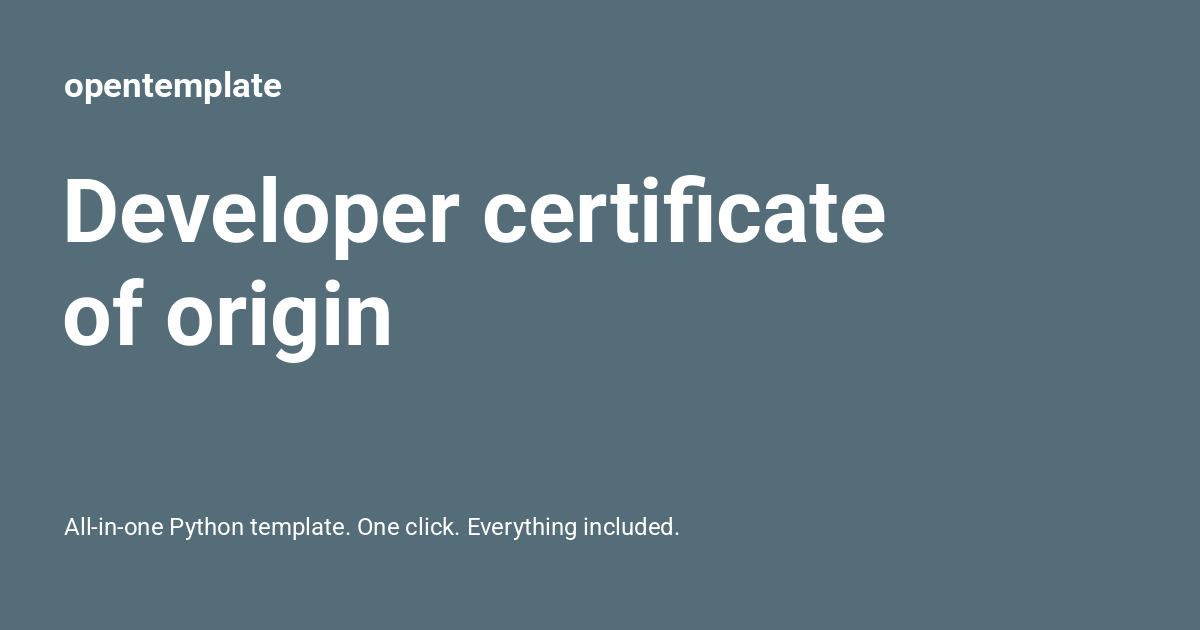 opentemplate
Developer certificate
of origin
All-in-one Python template. One click. Everything included.